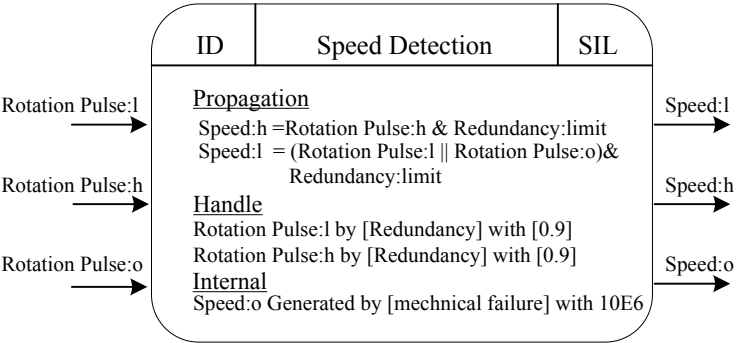 ID Speed Detection SIL
Rotation Pulse:l
Rotation Pulse:h
Rotation Pulse:o
Propagation
Speed:h =Rotation Pulse:h & Redundancy:limit
Speed:l = (Rotation Pulse:l || Rotation Pulse:o)&
Redundancy:limit
Handle
Rotation Pulse:l by [Redundancy] with [0.9]
Rotation Pulse:h by [Redundancy] with [0.9]
Internal
Speed:o Generated by [mechnical failure] with 10E6
Speed:l
Speed:h
Speed:o